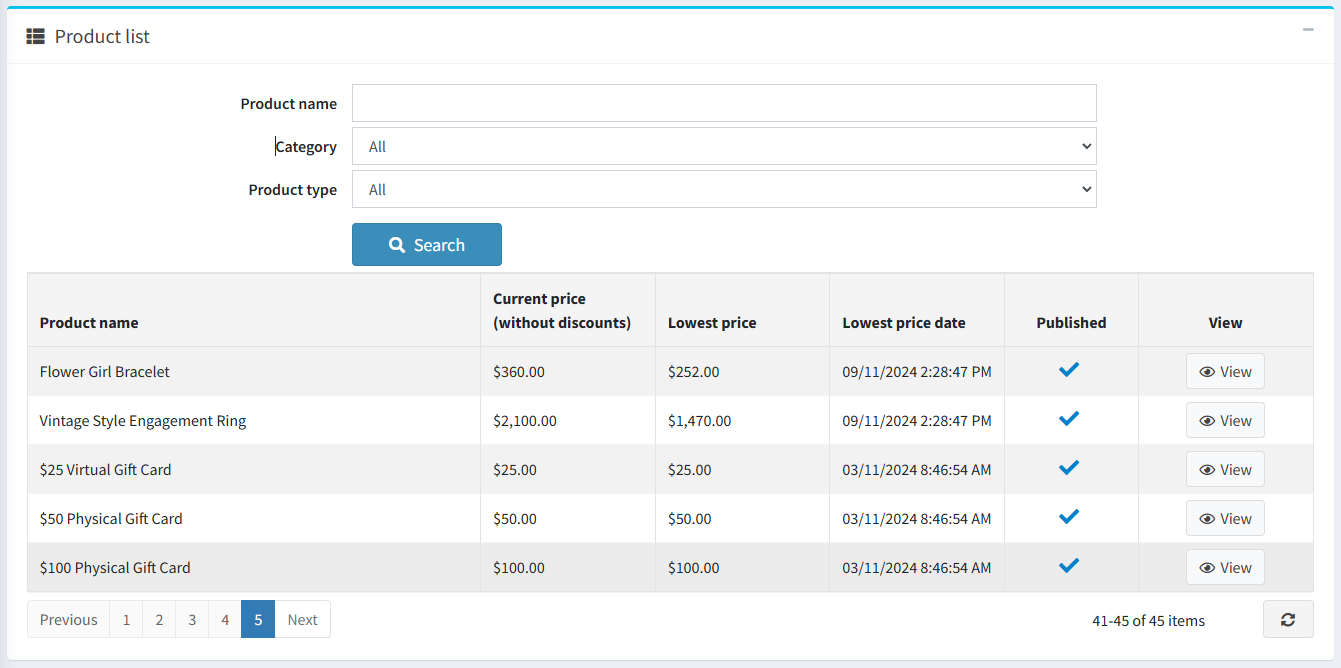 Product list
Product name
Category All
Product type All
Search
Product name Current price (without discounts) Lowest price Lowest price date Published View
Flower Girl Bracelet $360.00 $252.00 09/11/2024 2:28:47 PM View
Vintage Style Engagement Ring $2,100.00 $1,470.00 09/11/2024 2:28:47 PM View
$25 Virtual Gift Card $25.00 $25.00 03/11/2024 8:46:54 AM View
$50 Physical Gift Card $50.00 $50.00 03/11/2024 8:46:54 AM View
$100 Physical Gift Card $100.00 $100.00 03/11/2024 8:46:54 AM View
Previous 1 2 3 4 5 Next 41-45 of 45 items